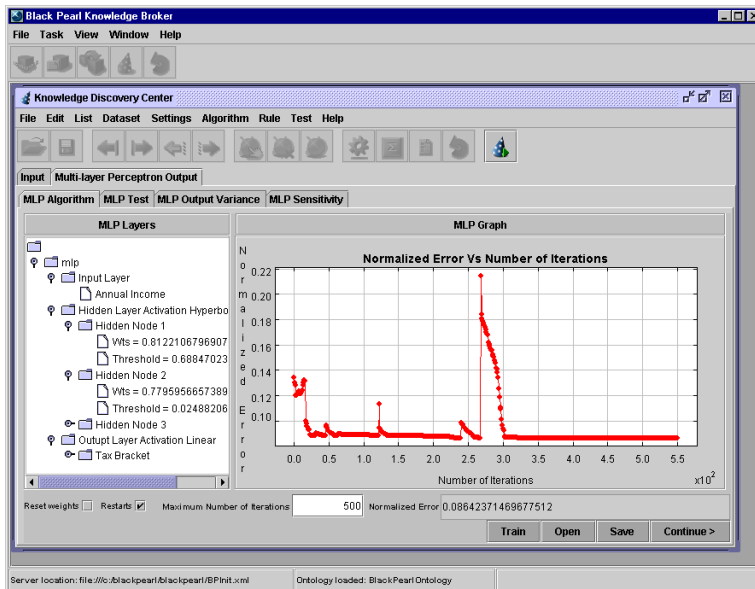 Black Pearl Knowledge Broker
File Task View Window Help
Knowledge Discovery Center
File Edit List Dataset Settings Algorithm Rule Test Help
Input Multi-layer Perceptron Output
MLP Algorithm MLP Test MLP Output Variance MLP Sensitivity
MLP Layers
mlp
Input Layer
Annual Income
Hidden Layer Activation Hyperbo
Hidden Node 1
Wts = 0.8122106796907
Threshold = 0.68847023
Hidden Node 2
Wts = 0.7795956657389
Threshold = 0.02488206
Hidden Node 3
Outupt Layer Activation Linear
Tax Bracket
MLP Graph
Normalized Error Vs Number of Iterations
Normalized Error
0.22
0.20
0.18
0.16
0.14
0.12
0.10
0.0 0.5 1.0 1.5 2.0 2.5 3.0 3.5 4.0 4.5 5.0 5.5
Number of Iterations x10^2
Reset weights Restarts Maximum Number of Iterations 500 Normalized Error 0.08642371469677512
Train Open Save Continue >
Server location: file:///c:/blackpearl/blackpearl/BPInit.xml Ontology loaded: BlackPearlOntology